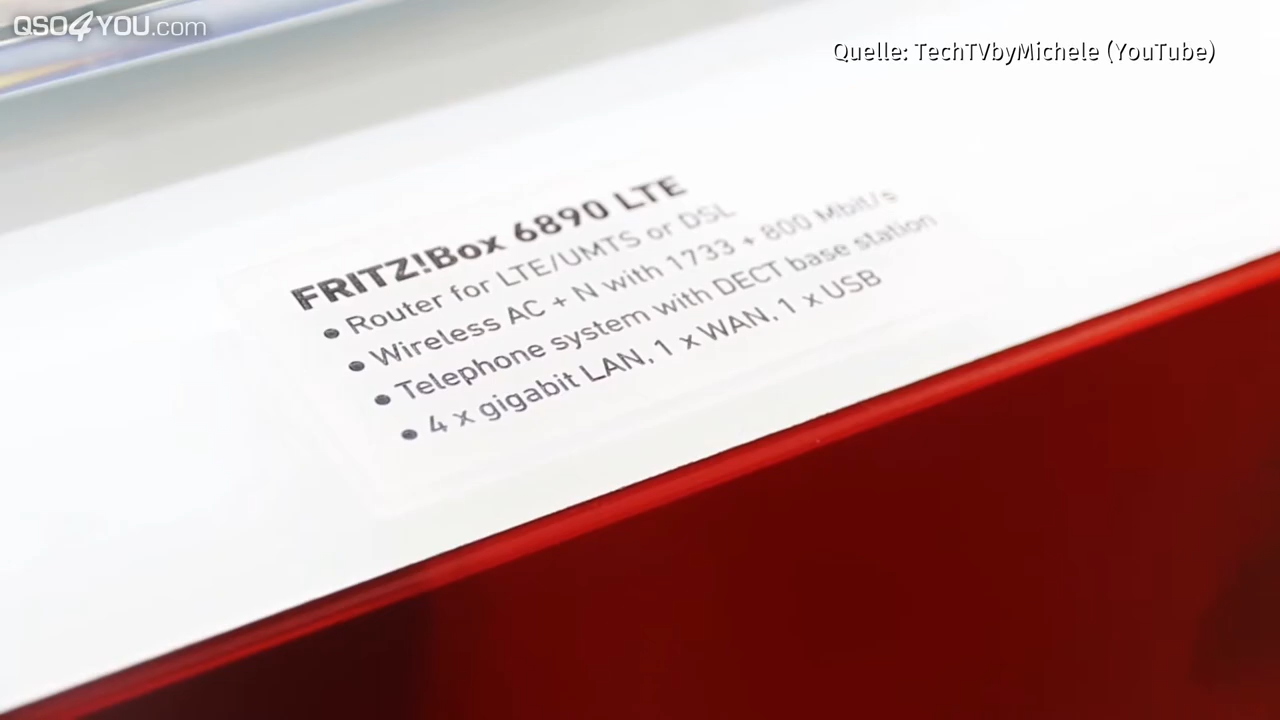 QSO4YOU.com
Quelle: TechTVbyMichele (YouTube)
FRITZ!Box 6890 LTE
• Router for LTE/UMTS or DSL
• Wireless AC + N with 1733 + 800 Mbit/s
• Telephone system with DECT base station
• 4 x gigabit LAN, 1 x WAN, 1 x USB